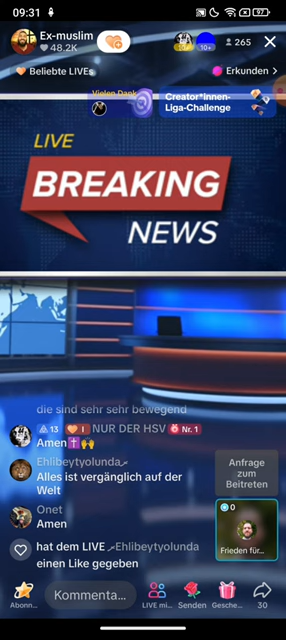 09:31
97
Ex-muslim
48.2K
10+
265
Beliebte LIVEs
Erkunden
Vielen Dank
Creator*innen-
Liga-Challenge
LIVE
BREAKING
NEWS
die sind sehr sehr bewegend
13 NUR DER HSV Nr. 1
Amen✝️🙌
Ehlibeytyolunda
Alles ist vergänglich auf der
Welt
Onet
Amen
hat dem LIVE Ehlibeytyolunda
einen Like gegeben
Anfrage
zum
Beitreten
0
Frieden für...
Abonn...
Kommenta...
LIVE mi...
Senden
Gesche...
30